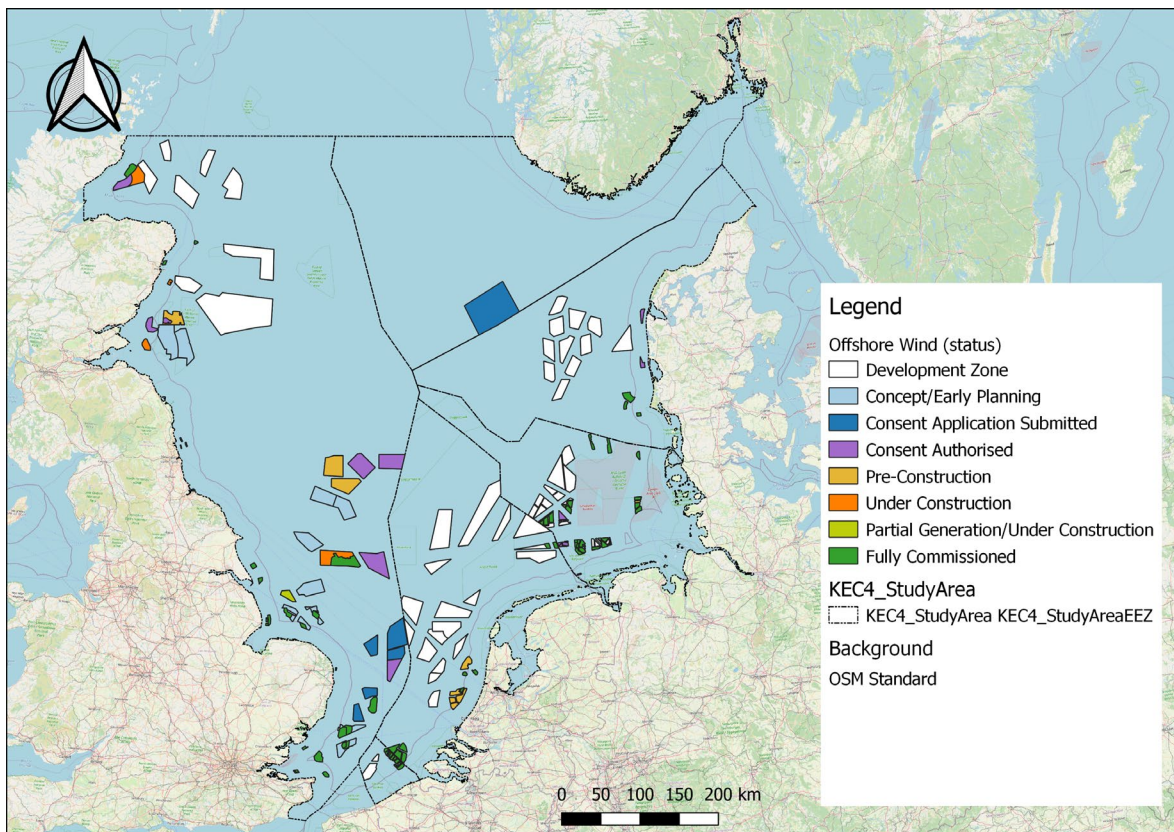 Legend
Offshore Wind (status)
Development Zone
Concept/Early Planning
Consent Application Submitted
Consent Authorised
Pre-Construction
Under Construction
Partial Generation/Under Construction
Fully Commissioned
KEC4_StudyArea
KEC4_StudyArea KEC4_StudyAreaEEZ
Background
OSM Standard
0 50 100 150 200 km